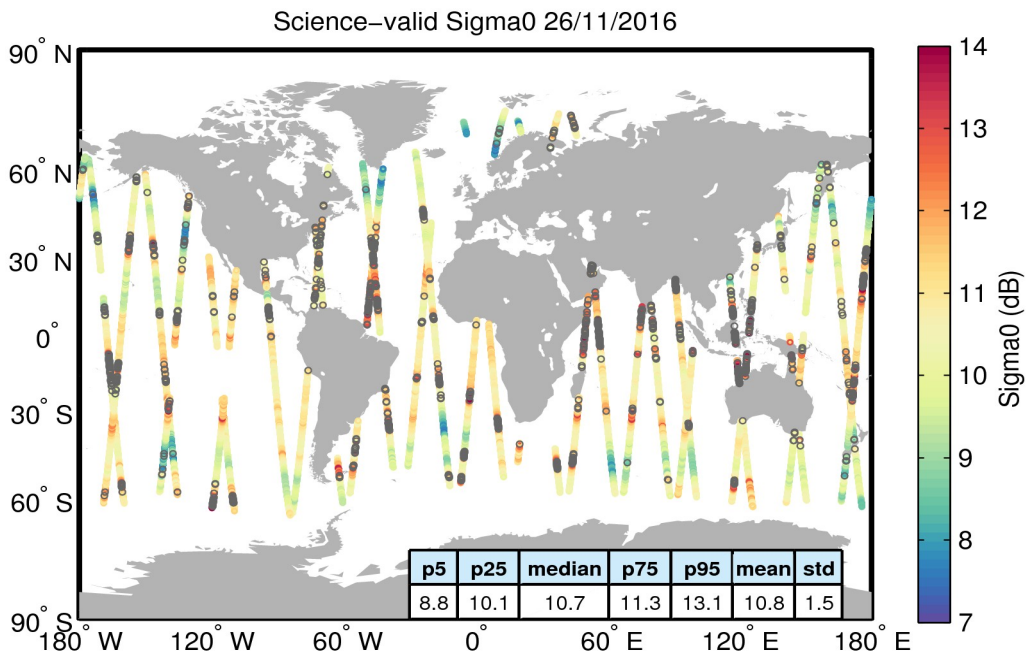 Science−valid Sigma0 26/11/2016
90° N
60° N
30° N
0°
30° S
60° S
90° S
180° W 120° W 60° W 0° 60° E 120° E 180° E
p5 p25 median p75 p95 mean std
8.8 10.1 10.7 11.3 13.1 10.8 1.5
14
13
12
11
10
9
8
7
Sigma0 (dB)